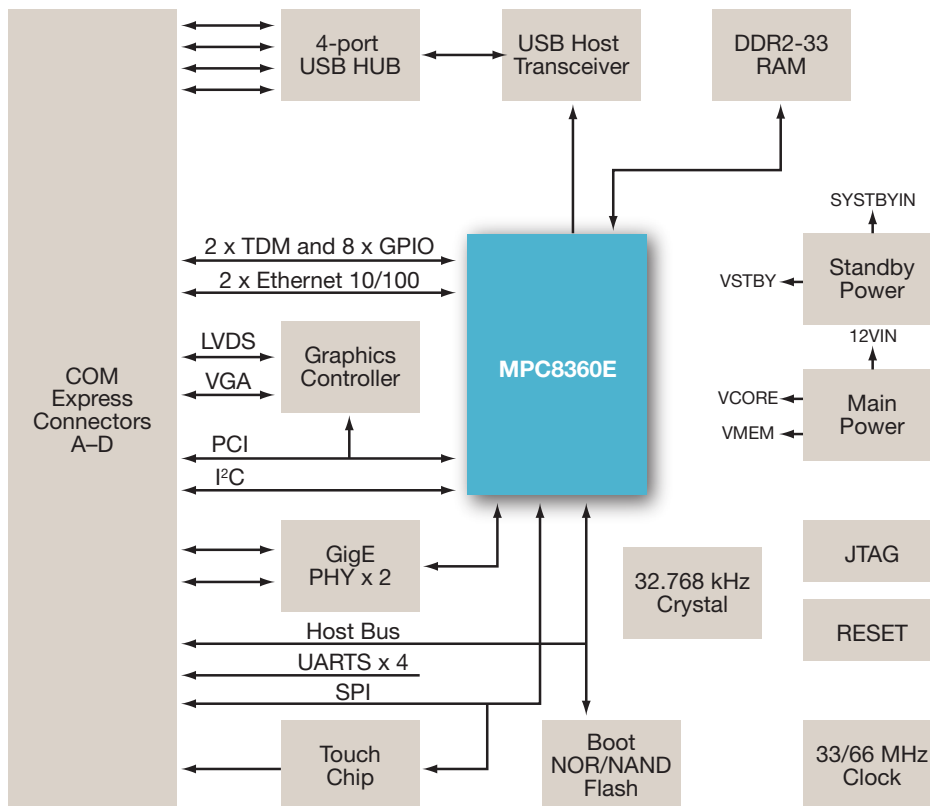 4-port
USB HUB
USB Host
Transceiver
DDR2-33
RAM
SYSTBYIN
2 x TDM and 8 x GPIO
Standby
Power
VSTBY
2 x Ethernet 10/100
12VIN
LVDS
Graphics
Controller
VGA
MPC8360E
COM
Express
Connectors
A–D
VCORE
VMEM
Main
Power
PCI
I²C
GigE
PHY x 2
32.768 kHz
Crystal
JTAG
RESET
Host Bus
UARTS x 4
SPI
Touch
Chip
Boot
NOR/NAND
Flash
33/66 MHz
Clock